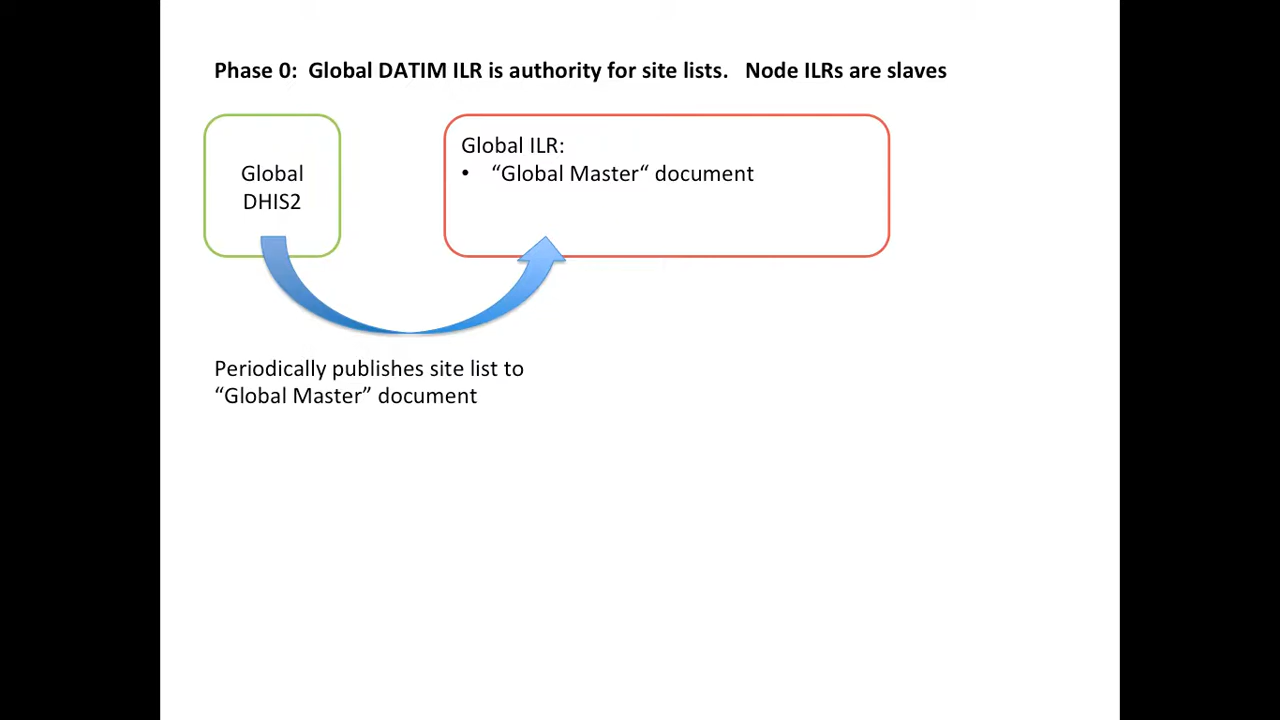 Phase 0:  Global DATIM ILR is authority for site lists.   Node ILRs are slaves
Global
DHIS2
Global ILR:
•    “Global Master“ document
Periodically publishes site list to
“Global Master” document